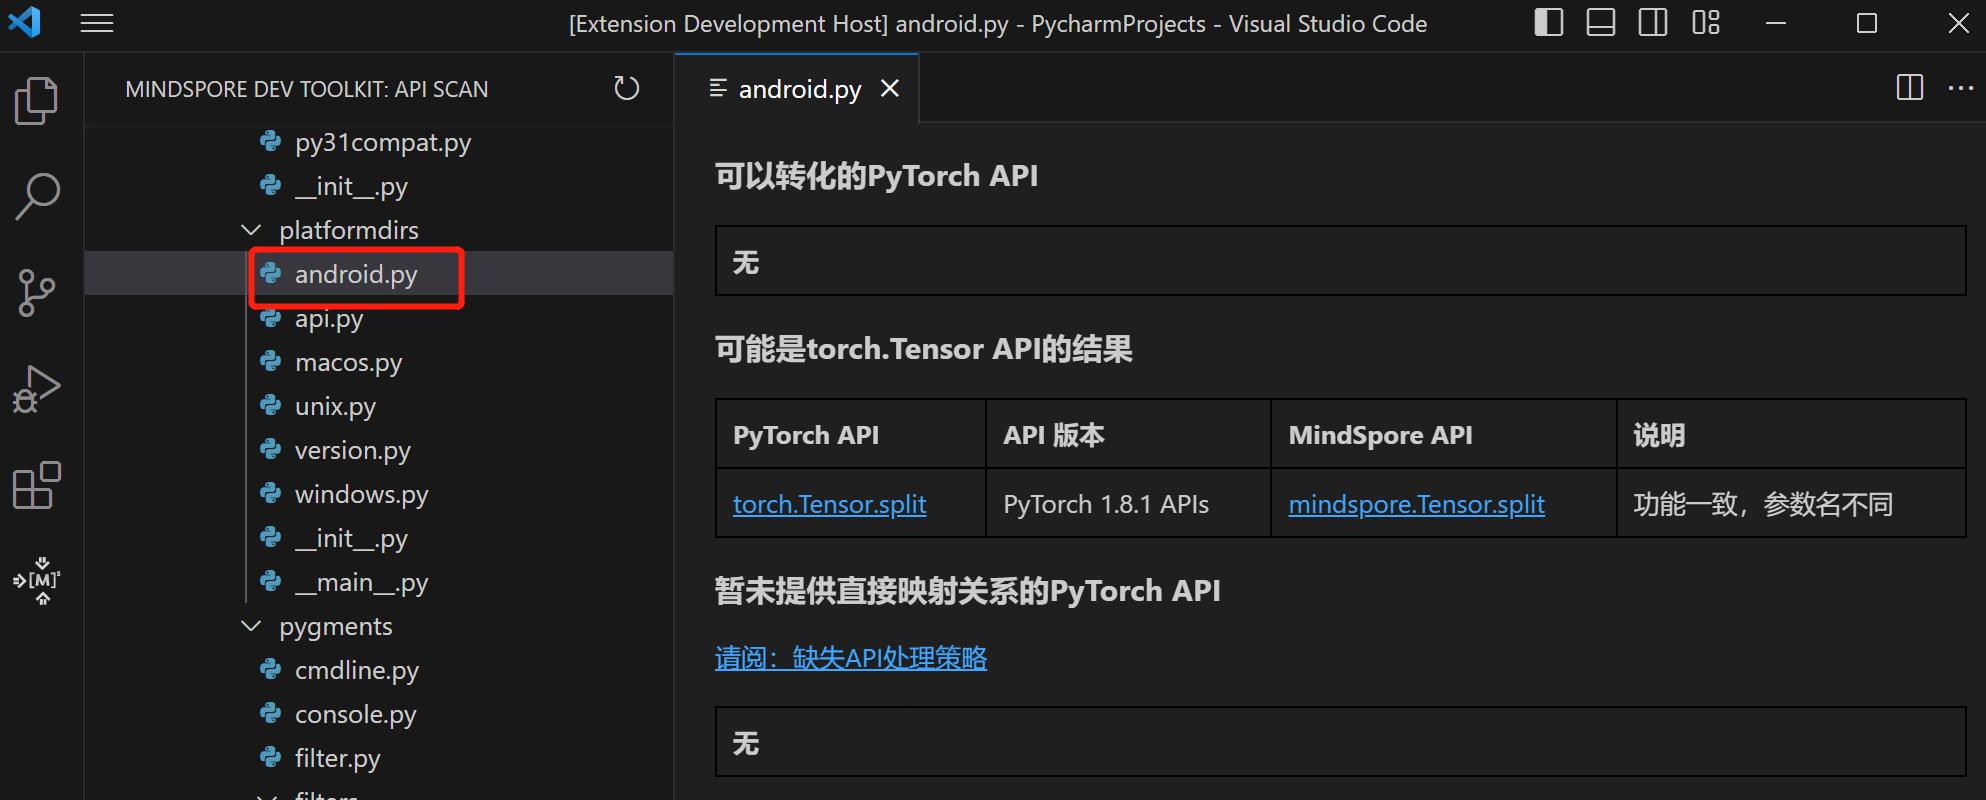 [Extension Development Host] android.py - PycharmProjects - Visual Studio Code
MINDSPORE DEV TOOLKIT: API SCAN
py31compat.py
__init__.py
platformdirs
android.py
api.py
macos.py
unix.py
version.py
windows.py
__init__.py
__main__.py
pygments
cmdline.py
console.py
filter.py
filters
android.py
可以转化的PyTorch API
无
可能是torch.Tensor API的结果
PyTorch API API 版本 MindSpore API 说明
torch.Tensor.split PyTorch 1.8.1 APIs mindspore.Tensor.split 功能一致，参数名不同
暂未提供直接映射关系的PyTorch API
请阅：缺失API处理策略
无